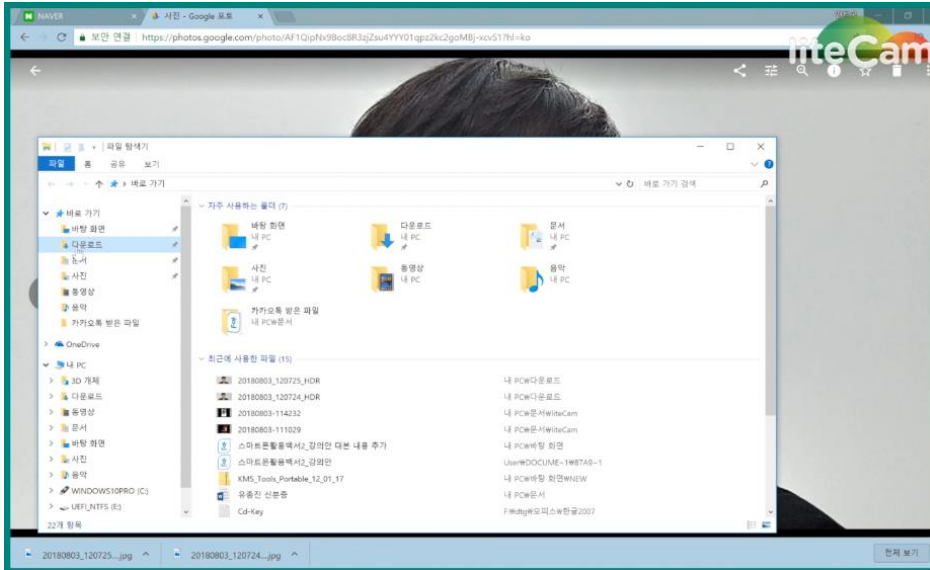 NAVER
사진 - Google 포토
liteCam
보안 연결 | https://photos.google.com/photo/
파일 탐색기
파일 홈 공유 보기
바로 가기
바로 가기 검색
바로 가기
바탕 화면
다운로드
문서
사진
동영상
음악
카카오톡 받은 파일
OneDrive
내 PC
3D 개체
다운로드
동영상
문서
바탕 화면
사진
음악
WINDOWS10PRO (C:)
UEFI_NTFS (E:)
22개 항목
자주 사용하는 폴더 (7)
바탕 화면
내 PC
다운로드
내 PC
문서
내 PC
사진
내 PC
동영상
내 PC
음악
내 PC
카카오톡 받은 파일
내 PC₩문서
최근에 사용한 파일 (15)
20180803_120725_HDR 내 PC₩다운로드
20180803_120724_HDR 내 PC₩다운로드
20180803-114232 내 PC₩문서₩liteCam
20180803-111029 내 PC₩문서₩liteCam
스마트폰활용백서2_강의안 대본 내용 추가 내 PC₩바탕 화면
스마트폰활용백서2_강의안 User₩DOCUME~1₩87A9~1
KMS_Tools_Portable_12_01_17 내 PC₩바탕 화면₩NEW
유종진 신분증 내 PC₩문서
Cd-Key
20180803_120725....jpg
20180803_120724....jpg
전체 보기